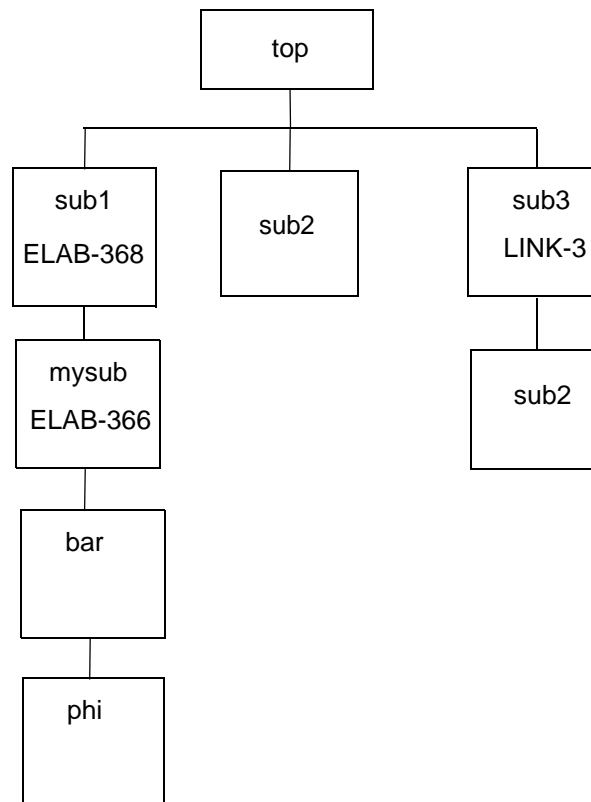 top
sub1
ELAB-368
sub2
sub3
LINK-3
mysub
ELAB-366
sub2
bar
phi